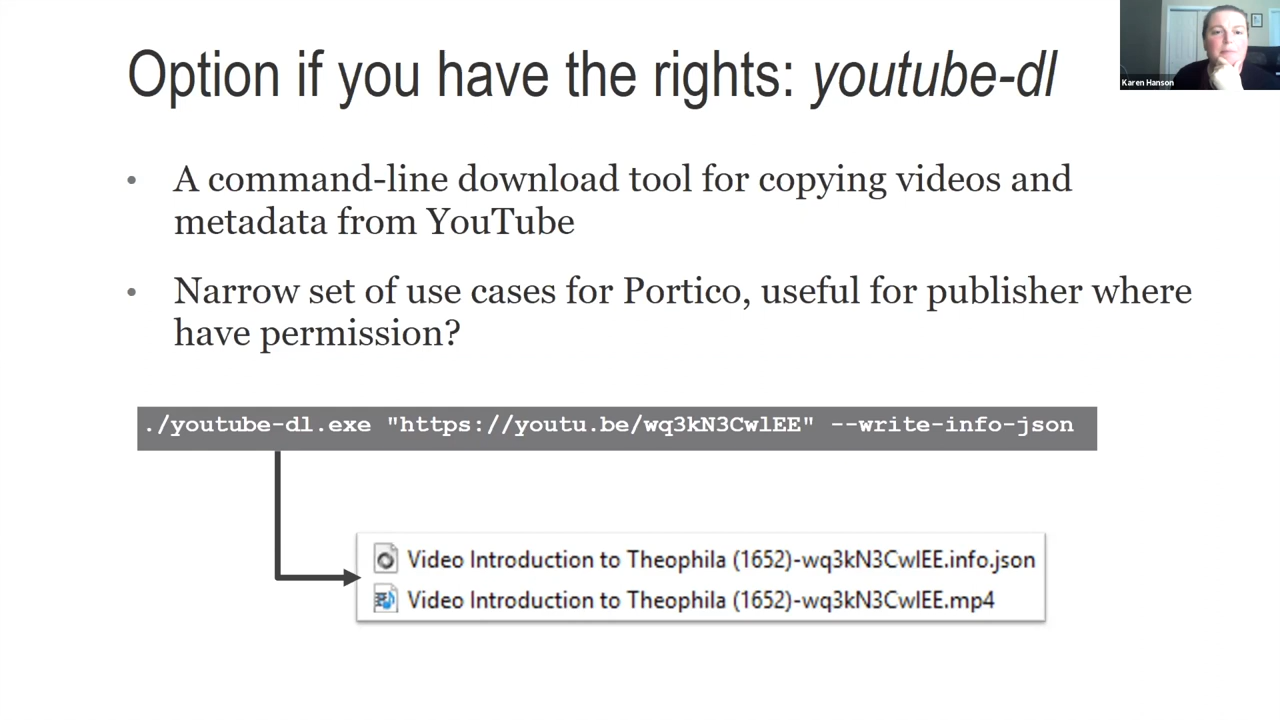 Option if you have the rights: youtube-dl
Karen Hanson
• A command-line download tool for copying videos and
metadata from YouTube
• Narrow set of use cases for Portico, useful for publisher where
have permission?
./youtube-dl.exe "https://youtu.be/wq3kN3CwlEE" --write-info-json
Video Introduction to Theophila (1652)-wq3kN3CwlEE.info.json
Video Introduction to Theophila (1652)-wq3kN3CwlEE.mp4